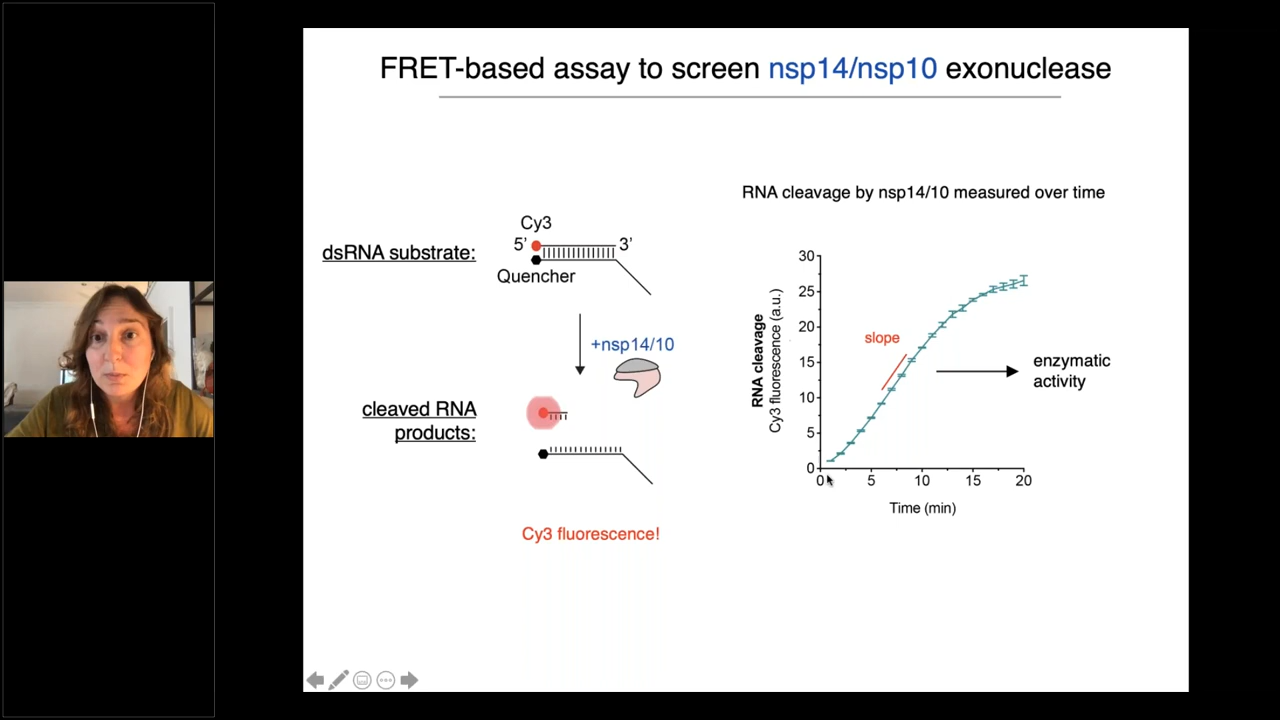 FRET-based assay to screen nsp14/nsp10 exonuclease
Cy3
5’
3’
dsRNA substrate:
Quencher
+nsp14/10
cleaved RNA
products:
Cy3 fluorescence!
RNA cleavage by nsp14/10 measured over time
RNA cleavage
Cy3 fluorescence (a.u.)
30
25
20
15
10
5
0
slope
enzymatic
activity
0
5
10
15
20
Time (min)